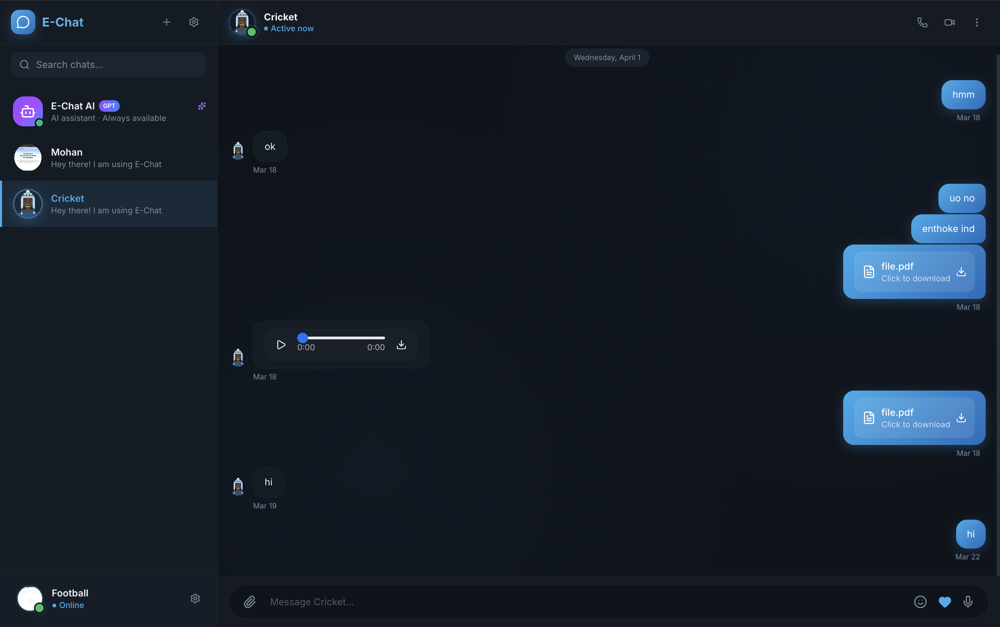 E-Chat
Search chats...
E-Chat AI GPT
AI assistant · Always available
Mohan
Hey there! I am using E-Chat
Cricket
Hey there! I am using E-Chat
Football
Online
Cricket
Active now
Wednesday, April 1
hmm
Mar 18
ok
Mar 18
uo no
enthoke ind
file.pdf
Click to download
Mar 18
0:00 0:00
Mar 18
file.pdf
Click to download
Mar 18
hi
Mar 19
hi
Mar 22
Message Cricket...